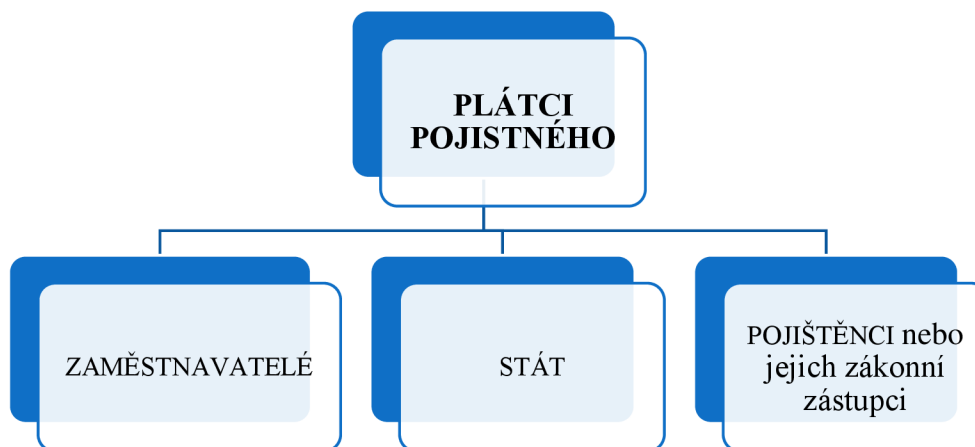 PLÁTCI
POJISTNÉHO
ZAMĚSTNAVATELÉ
STÁT
POJIŠTĚNCI nebo
jejich zákonní
zástupci